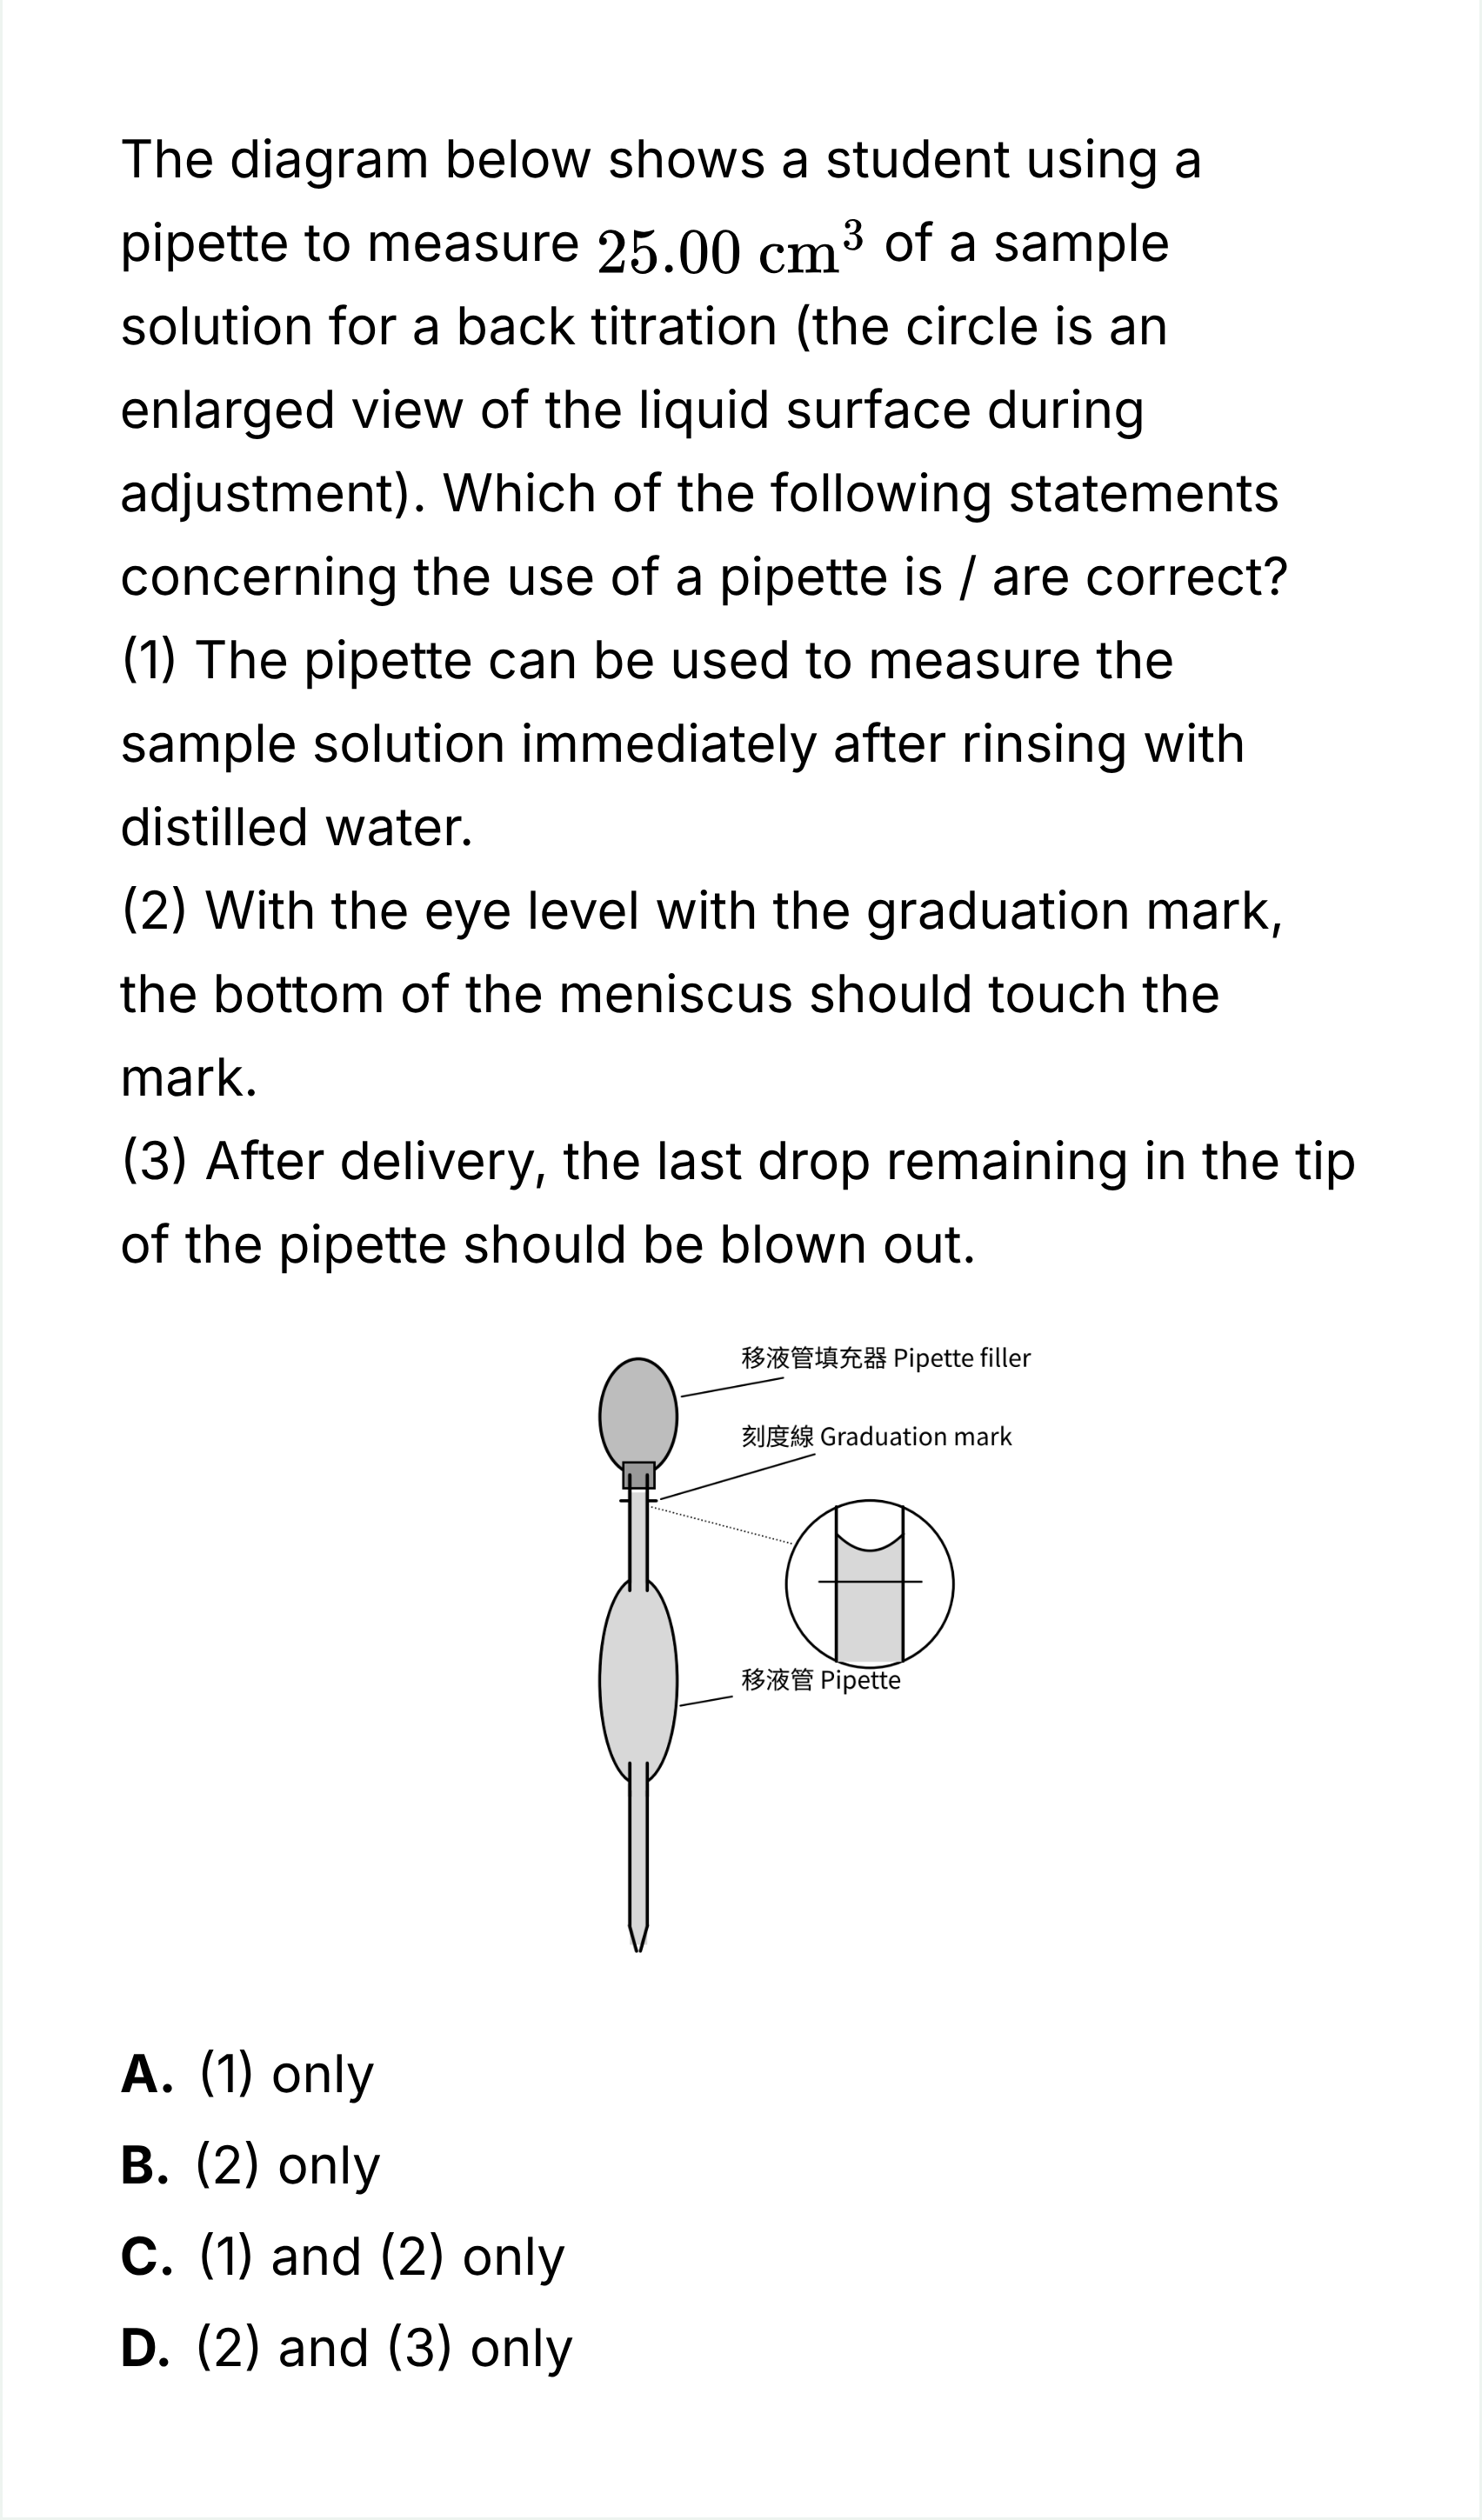 The diagram below shows a student using a
pipette to measure 25.00 cm³ of a sample
solution for a back titration (the circle is an
enlarged view of the liquid surface during
adjustment). Which of the following statements
concerning the use of a pipette is / are correct?
(1) The pipette can be used to measure the
sample solution immediately after rinsing with
distilled water.
(2) With the eye level with the graduation mark,
the bottom of the meniscus should touch the
mark.
(3) After delivery, the last drop remaining in the tip
of the pipette should be blown out.
移液管填充器 Pipette filler
刻度線 Graduation mark
移液管 Pipette
A. (1) only
B. (2) only
C. (1) and (2) only
D. (2) and (3) only